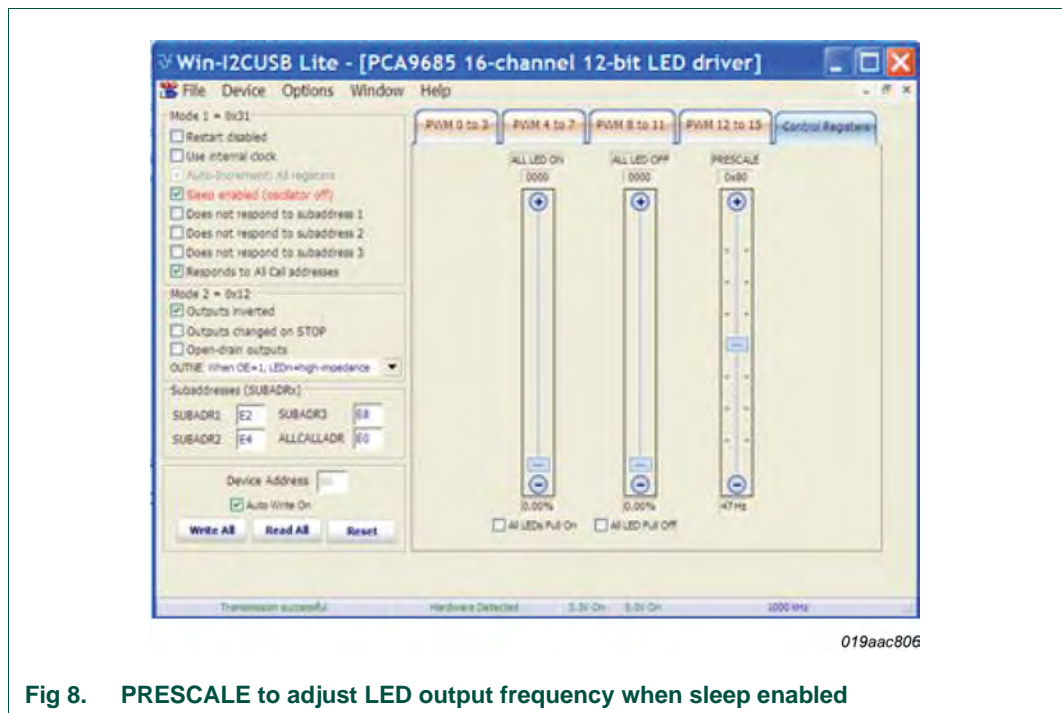 Win-I2CUSB Lite - [PCA9685 16-channel 12-bit LED driver]
File Device Options Window Help
Mode 1 = 0x31
Restart disabled
Use internal clock
Auto-Increment: All registers
Sleep enabled (oscillator off)
Does not respond to subaddress 1
Does not respond to subaddress 2
Does not respond to subaddress 3
Responds to All Call addresses
Mode 2 = 0x12
Outputs inverted
Outputs changed on STOP
Open-drain outputs
OUTNE: When OE=1, LEDn=high-impedance
Subaddresses (SUBADRx)
SUBADR1 E2 SUBADR3 E8
SUBADR2 E4 ALLCALLADR E0
Device Address
Auto Write On
Write All Read All Reset
PWM 0 to 3 PWM 4 to 7 PWM 8 to 11 PWM 12 to 15 Control Registers
ALL LED ON ALL LED OFF PRESCALE
0000 0000 0x80
0.00% 0.00% 47Hz
All LEDs Full On All LED Full Off
Transmission successful Hardware Detected 3.3V On 5.0V On 1000 kHz
019aac806
Fig 8. PRESCALE to adjust LED output frequency when sleep enabled